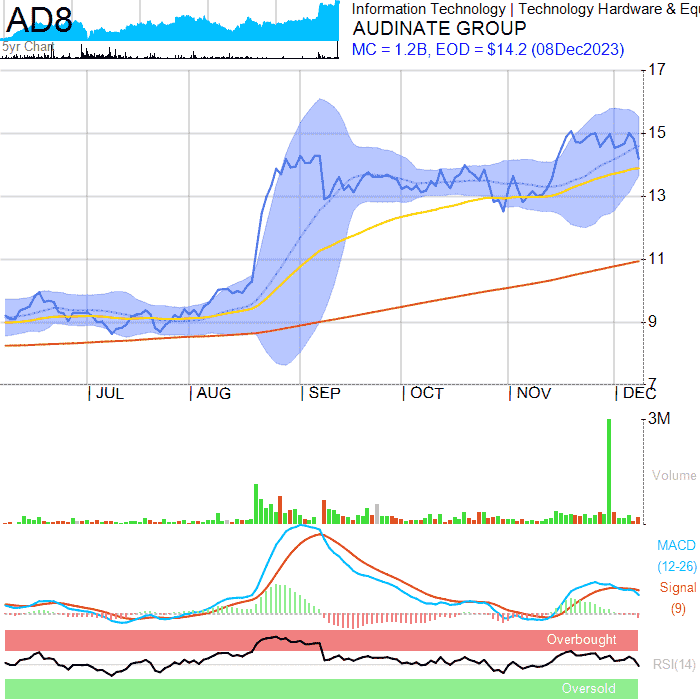 AD8
5yr Chart
Information Technology | Technology Hardware & Equ
AUDINATE GROUP
MC = 1.2B, EOD = $14.2 (08Dec2023)
17
15
13
11
9
7
JUL AUG SEP OCT NOV DEC
3M
Volume
MACD
(12-26)
Signal
(9)
Overbought
RSI(14)
Oversold